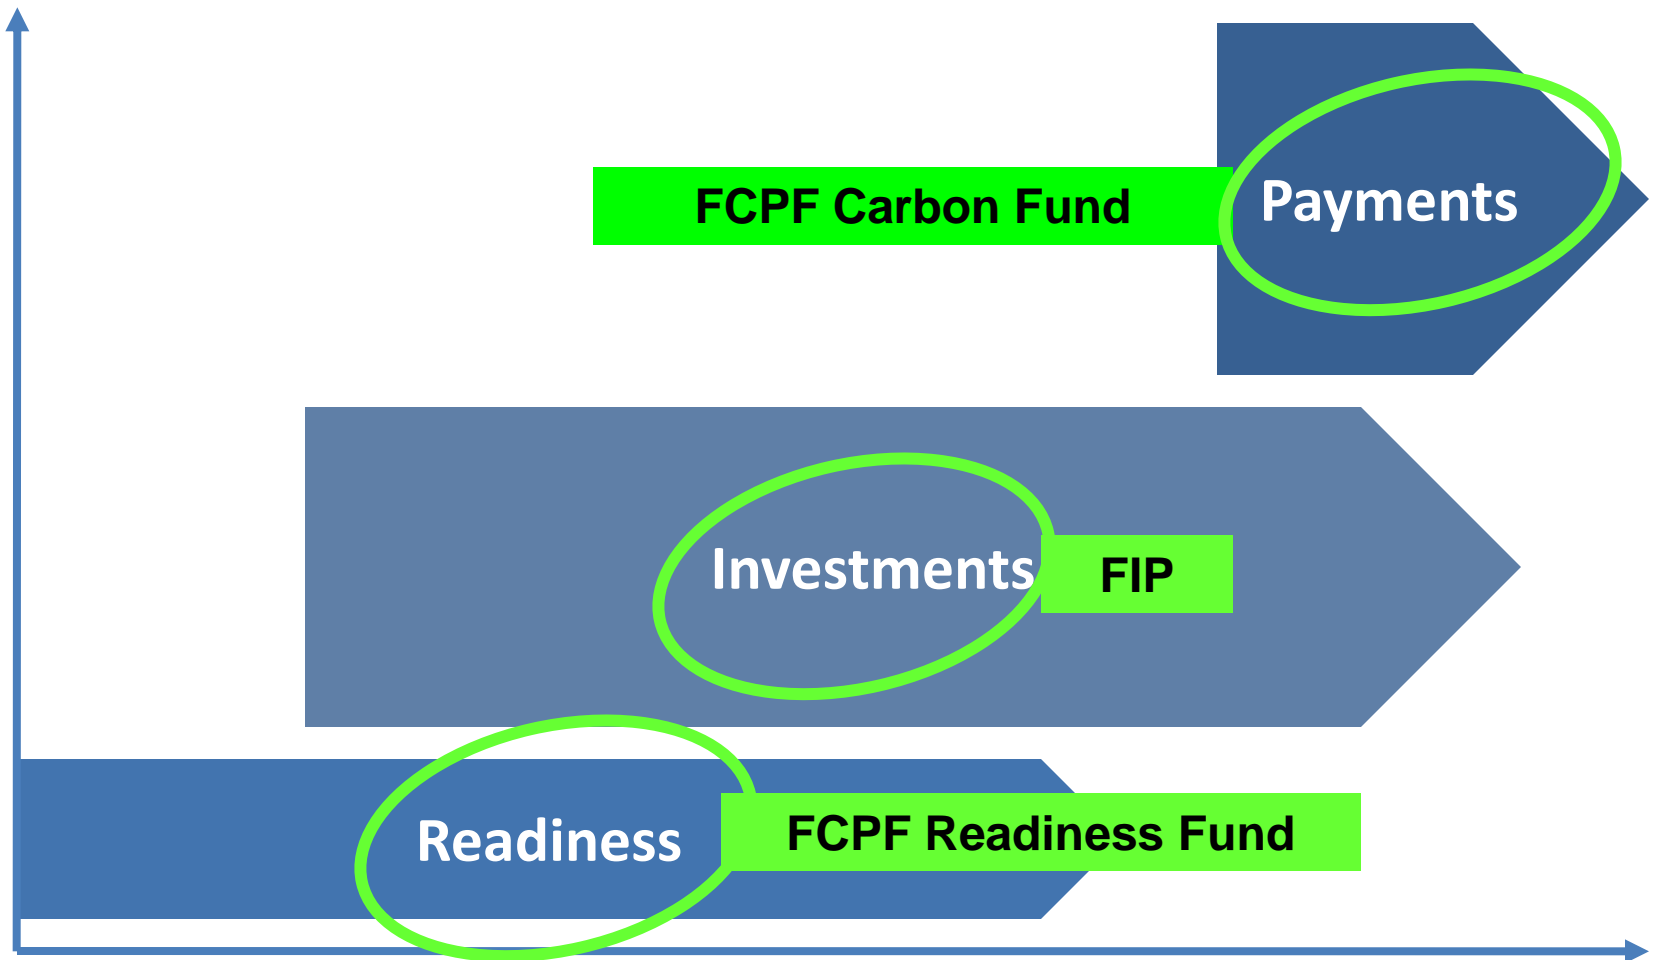 FCPF Carbon Fund
Payments
Investments
FIP
Readiness
FCPF Readiness Fund